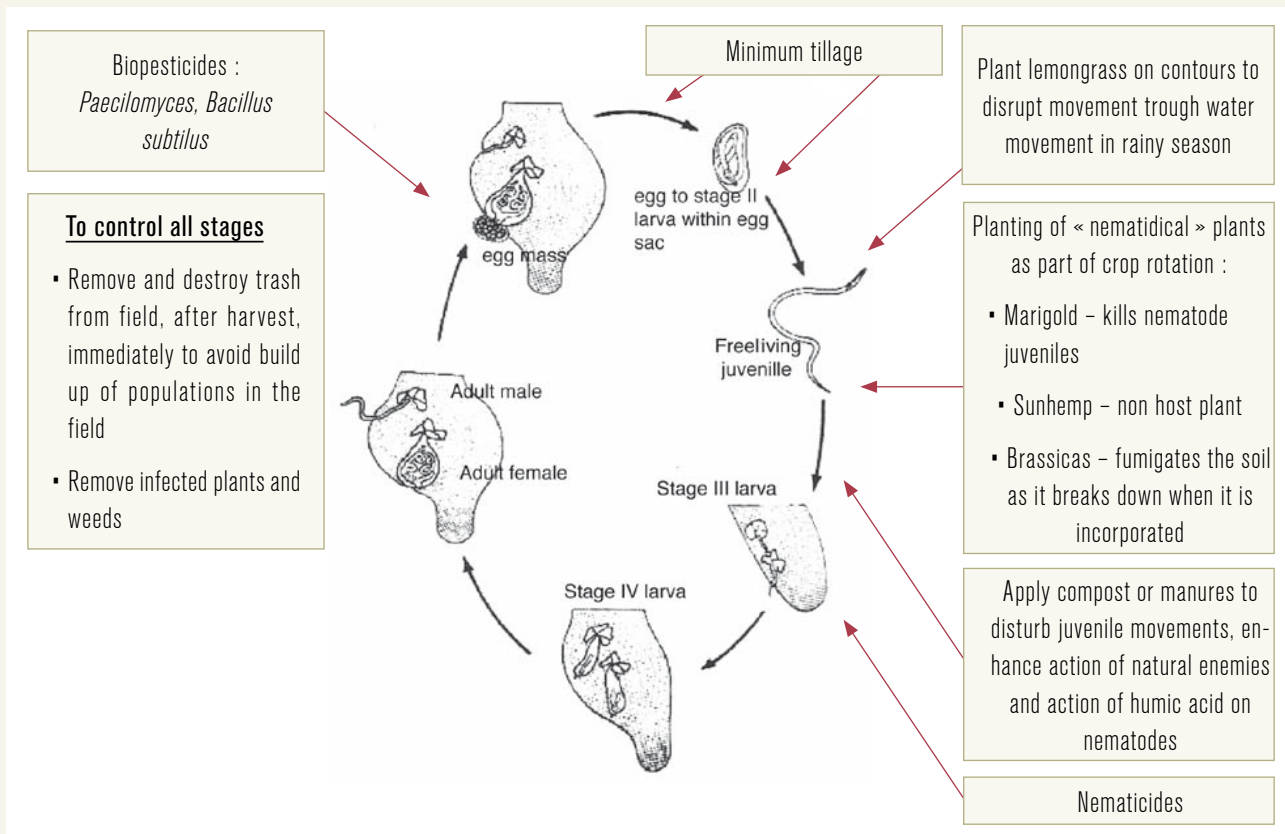 Biopesticides :
Paecilomyces, Bacillus
subtilus
To control all stages
▪ Remove and destroy trash
from field, after harvest,
immediately to avoid build
up of populations in the
field
▪ Remove infected plants and
weeds
Minimum tillage
egg mass
egg to stage II
larva within egg
sac
Freeliving
juvenille
Stage III larva
Stage IV larva
Adult male
Adult female
Plant lemongrass on contours to
disrupt movement trough water
movement in rainy season
Planting of « nematidical » plants
as part of crop rotation :
▪ Marigold – kills nematode
juveniles
▪ Sunhemp – non host plant
▪ Brassicas – fumigates the soil
as it breaks down when it is
incorporated
Apply compost or manures to
disturb juvenile movements, en-
hance action of natural enemies
and action of humic acid on
nematodes
Nematicides